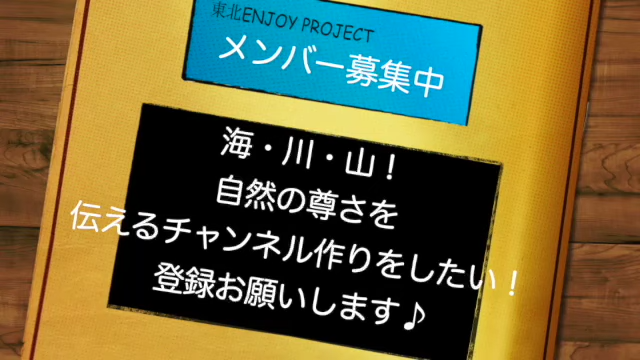 東北ENJOY PROJECT
メンバー募集中
海・川・山！
自然の尊さを
伝えるチャンネル作りをしたい！
登録お願いします♪